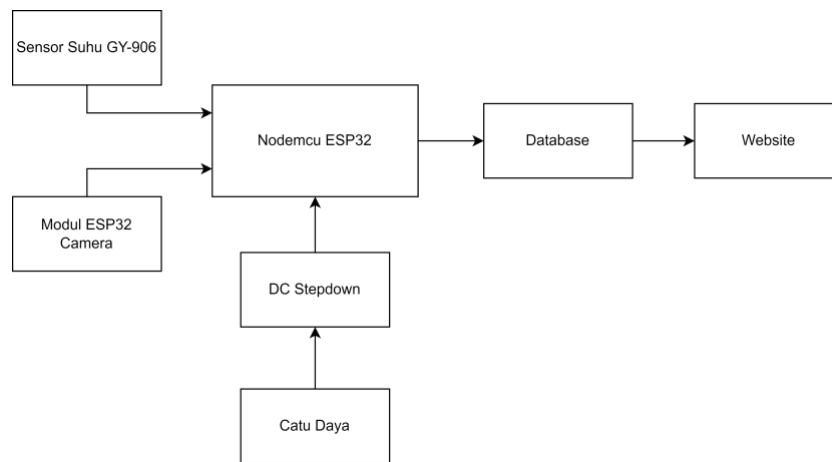 Sensor Suhu GY-906
Nodemcu ESP32
Database
Website
Modul ESP32
Camera
DC Stepdown
Catu Daya